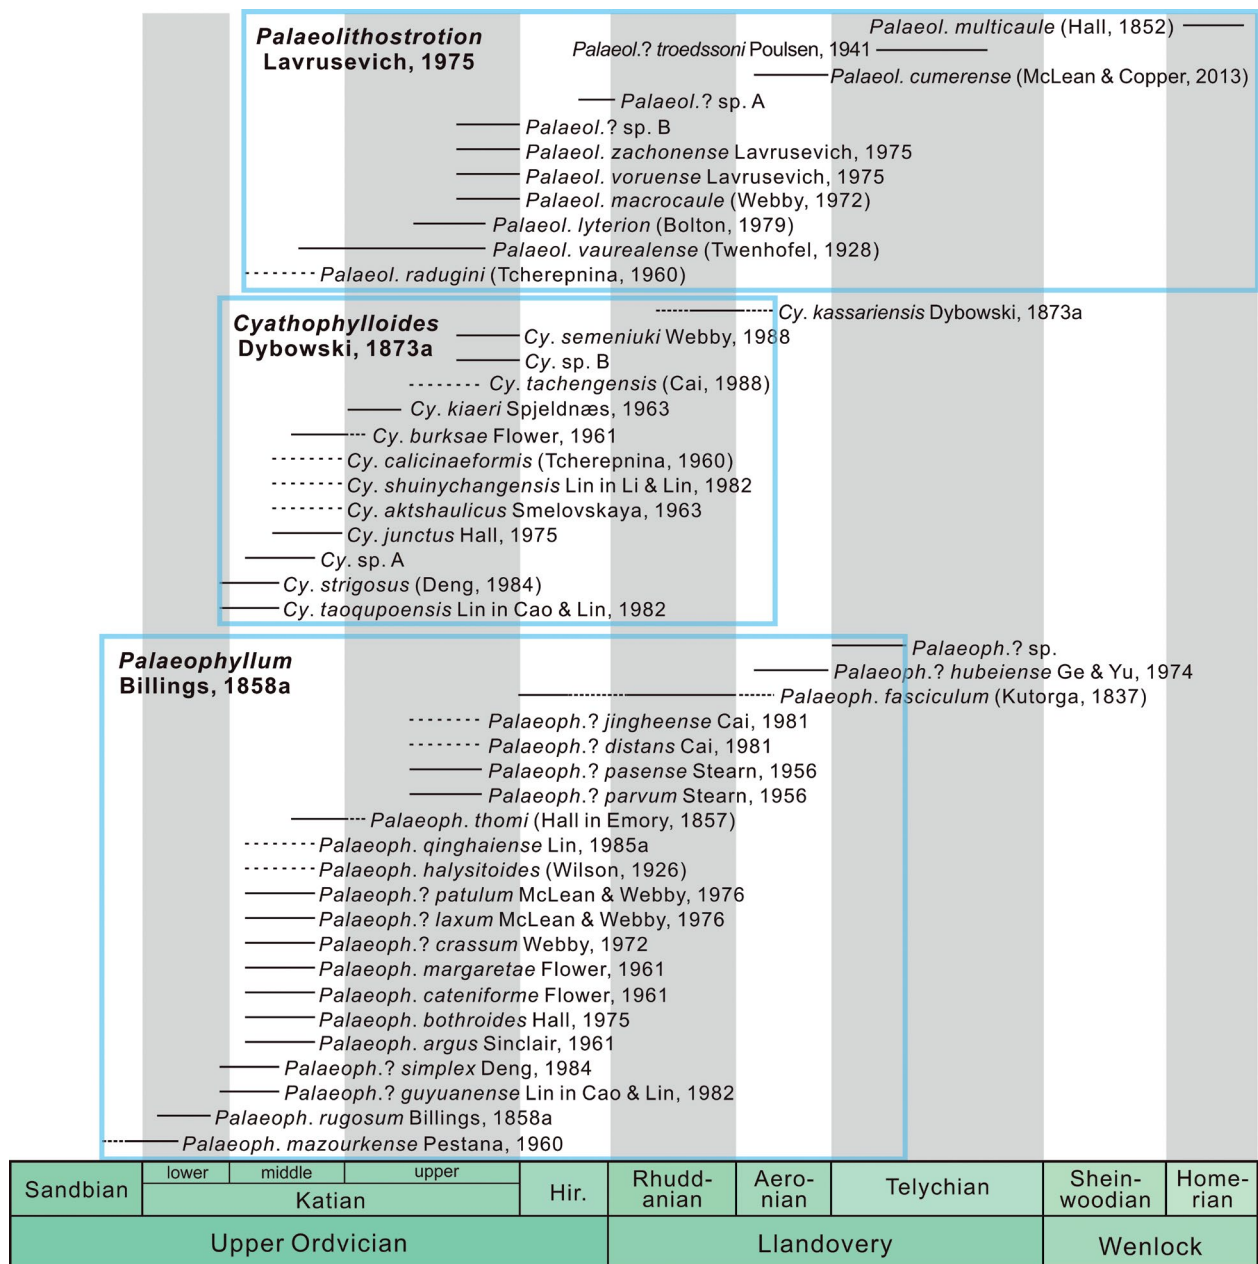 Palaeolithostrotion
Lavrusevich, 1975
Palaeol. multicaule (Hall, 1852)
Palaeol.? troedssoni Poulsen, 1941
Palaeol. cumerense (McLean & Copper, 2013)
Palaeol.? sp. A
Palaeol.? sp. B
Palaeol. zachonense Lavrusevich, 1975
Palaeol. voruense Lavrusevich, 1975
Palaeol. macrocaule (Webby, 1972)
Palaeol. lyterion (Bolton, 1979)
Palaeol. vaurealense (Twenhofel, 1928)
Palaeol. radugini (Tcherepnina, 1960)
Cyathophylloides
Dybowski, 1873a
Cy. kassariensis Dybowski, 1873a
Cy. semeniuki Webby, 1988
Cy. sp. B
Cy. tachengensis (Cai, 1988)
Cy. kiaeri Spjeldnæs, 1963
Cy. burksae Flower, 1961
Cy. calicinaeformis (Tcherepnina, 1960)
Cy. shuinychangensis Lin in Li & Lin, 1982
Cy. aktshaulicus Smelovskaya, 1963
Cy. junctus Hall, 1975
Cy. sp. A
Cy. strigosus (Deng, 1984)
Cy. taoqupoensis Lin in Cao & Lin, 1982
Palaeophyllum
Billings, 1858a
Palaeoph.? sp.
Palaeoph.? hubeiense Ge & Yu, 1974
Palaeoph. fasciculum (Kutorga, 1837)
Palaeoph.? jingheense Cai, 1981
Palaeoph.? distans Cai, 1981
Palaeoph.? pasense Stearn, 1956
Palaeoph.? parvum Stearn, 1956
Palaeoph. thomi (Hall in Emory, 1857)
Palaeoph. qinghaiense Lin, 1985a
Palaeoph. halysitoides (Wilson, 1926)
Palaeoph.? patulum McLean & Webby, 1976
Palaeoph.? laxum McLean & Webby, 1976
Palaeoph.? crassum Webby, 1972
Palaeoph. margaretae Flower, 1961
Palaeoph. cateniforme Flower, 1961
Palaeoph. bothroides Hall, 1975
Palaeoph. argus Sinclair, 1961
Palaeoph.? simplex Deng, 1984
Palaeoph.? guyuanense Lin in Cao & Lin, 1982
Palaeoph. rugosum Billings, 1858a
Palaeoph. mazourkense Pestana, 1960
Sandbian
lower
middle
upper
Katian
Hir.
Rhudd-
anian
Aero-
nian
Telychian
Shein-
woodian
Home-
rian
Upper Ordvician
Llandovery
Wenlock